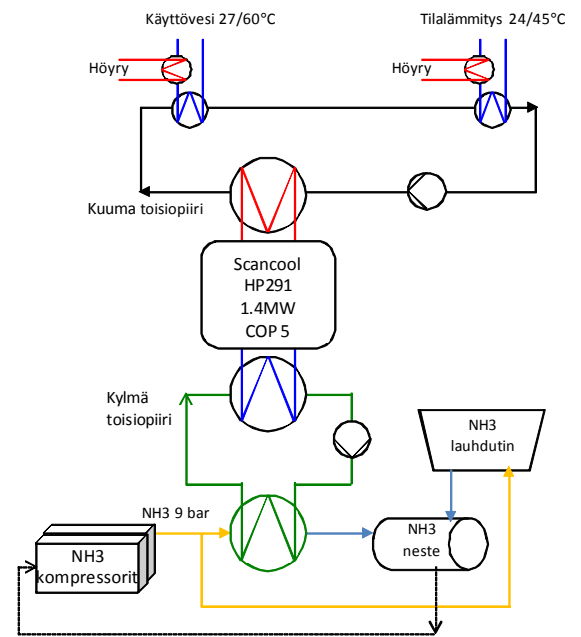 Käyttövesi 27/60°C
Tilalämmitys 24/45°C
Höyry
Höyry
Kuuma toisiopiiri
Scancool
HP291
1.4MW
COP 5
Kylmä
toisiopiiri
NH3
lauhdutin
NH3 9 bar
NH3
kompressorit
NH3
neste